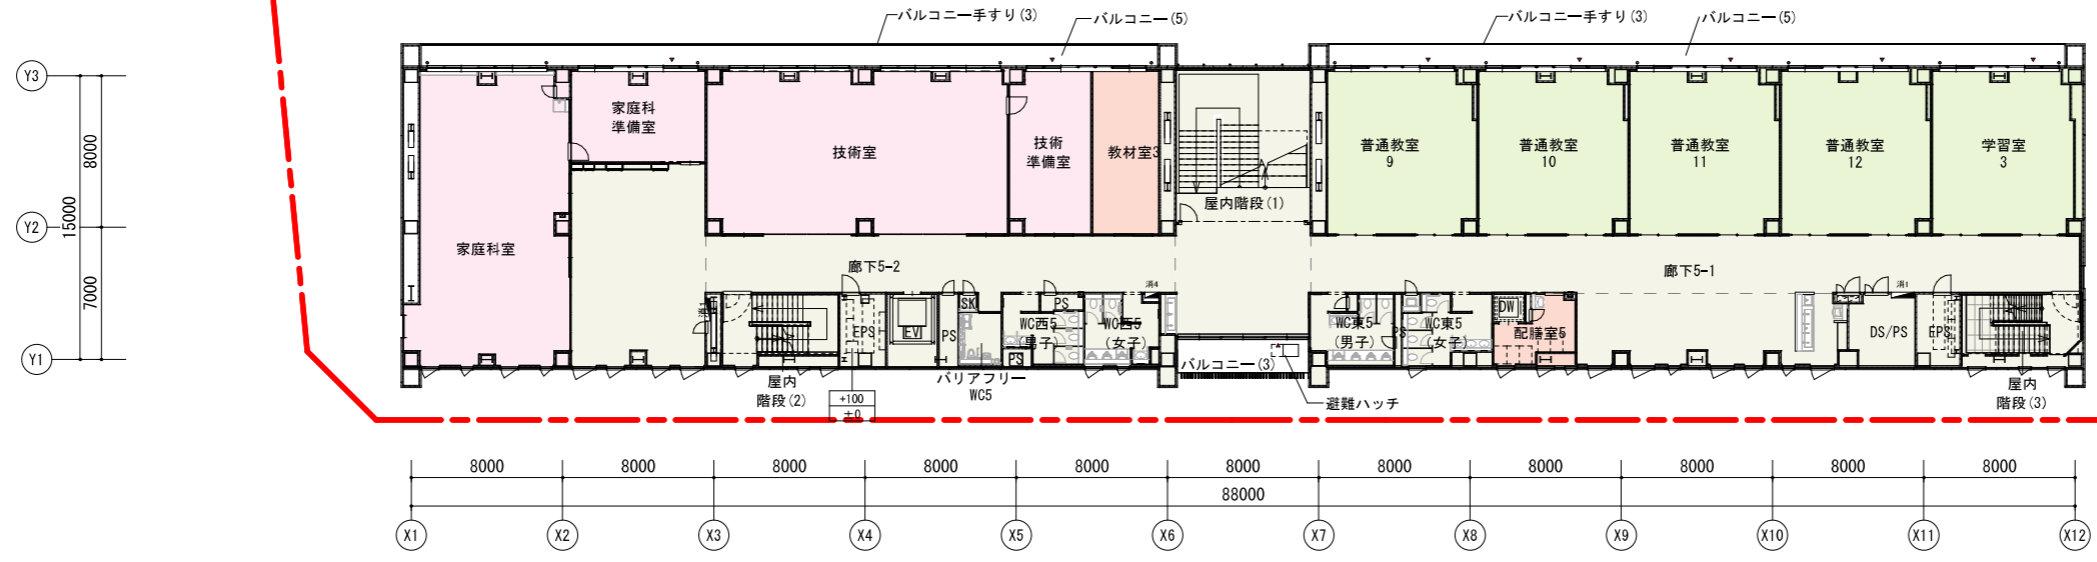 バルコニー手すり(3)
バルコニー(5)
バルコニー手すり(3)
バルコニー(5)
Y3
8000
15000
Y2
7000
Y1
家庭科
準備室
技術室
技術
準備室
教材室3
普通教室
9
普通教室
10
普通教室
11
普通教室
12
学習室
3
屋内階段(1)
家庭科室
廊下5-2
廊下5-1
消4
消1
SK
PS
EPS
EV1
PS
WC西5
(男子)
PS
WC西5
(女子)
WC東5
(男子)
PS
WC東5
(女子)
DW
配膳室5
DS/PS
EPS
屋内
階段(2)
+100
±0
バリアフリー
WC5
バルコニー(3)
避難ハッチ
屋内
階段(3)
8000
8000
8000
8000
8000
8000
8000
8000
8000
8000
8000
88000
X1
X2
X3
X4
X5
X6
X7
X8
X9
X10
X11
X12